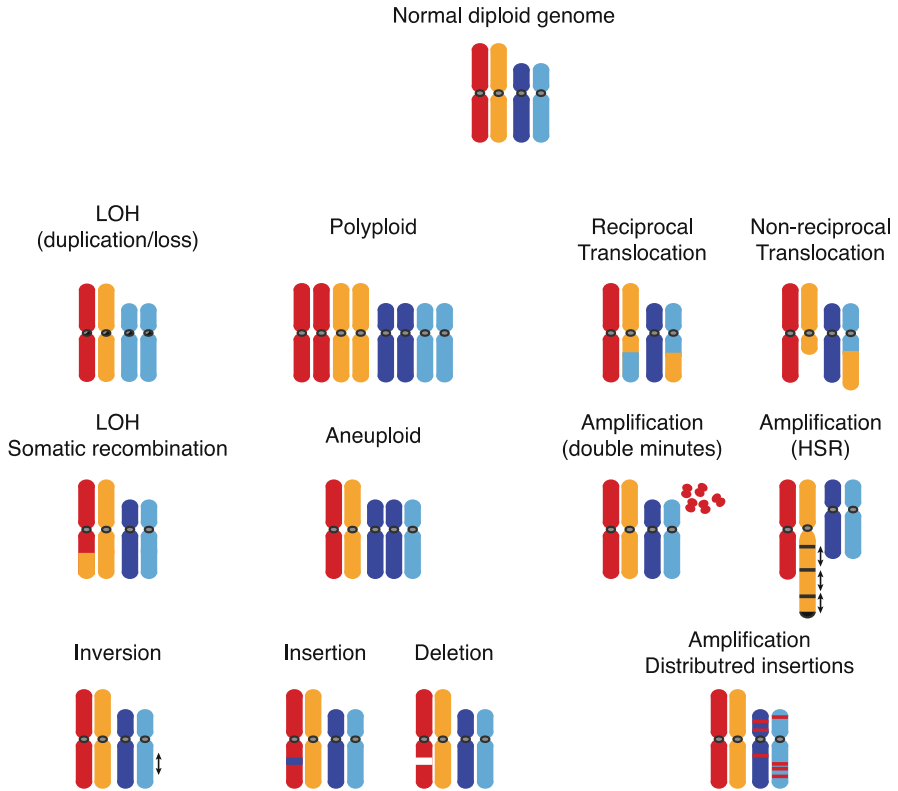 Normal diploid genome
LOH
(duplication/loss)
Polyploid
Reciprocal
Translocation
Non-reciprocal
Translocation
LOH
Somatic recombination
Aneuploid
Amplification
(double minutes)
Amplification
(HSR)
Inversion
Insertion
Deletion
Amplification
Distributred insertions